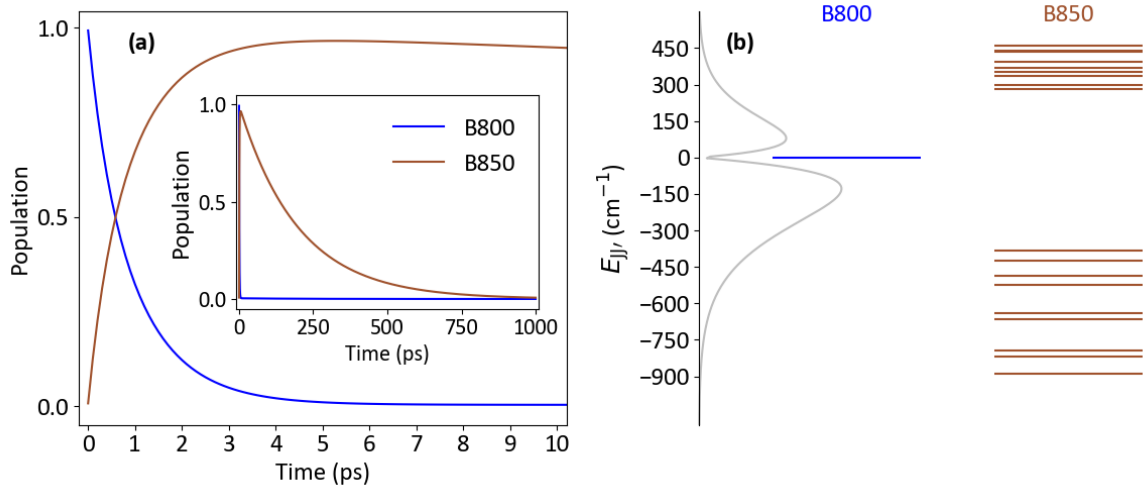 (a)
Population
1.0
0.5
0.0
0 1 2 3 4 5 6 7 8 9 10
Time (ps)
Population
1.0
0.5
0.0
0 250 500 750 1000
Time (ps)
B800
B850
(b)
B800 B850
E_JJ′ (cm⁻¹)
450
300
150
0
−150
−300
−450
−600
−750
−900